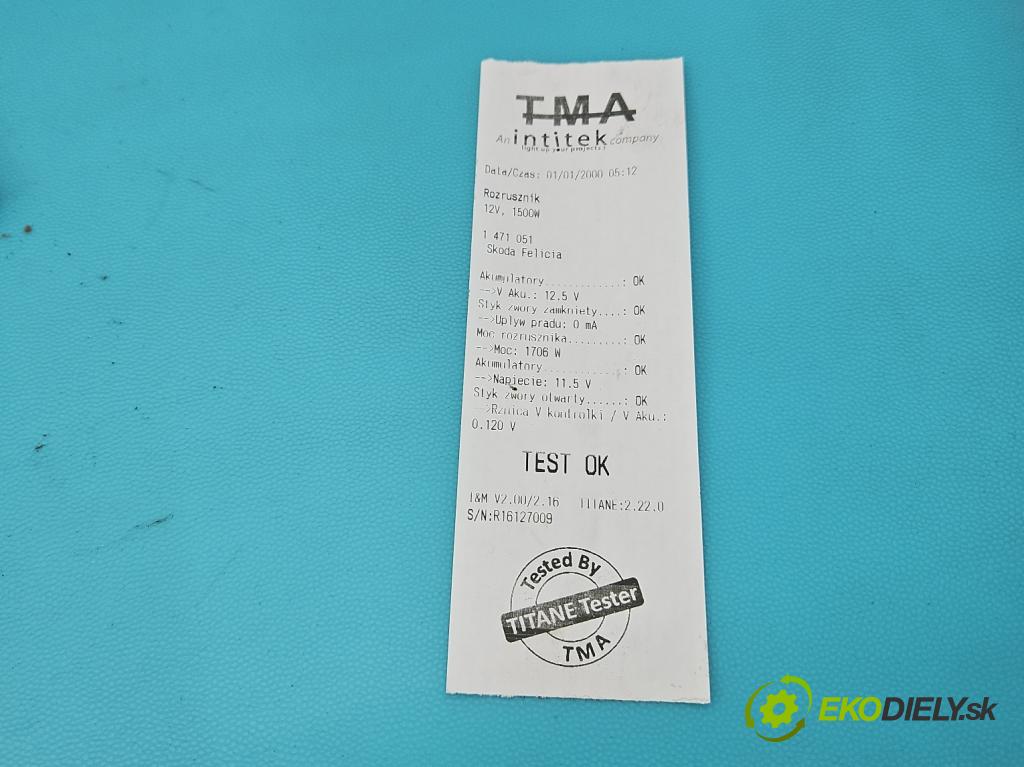 TMA
An intitek company
light up your projects !
Data/Czas: 01/01/2000 05:12
Rozrusznik
12V, 1500W
1 471 051
Skoda Felicia
Akumulatory............: OK
-->V Aku.: 12.5 V
Styk zwory zamkniety....: OK
-->Uplyw pradu: 0 mA
Moc rozrusznika.........: OK
-->Moc: 1706 W
Akumulatory............: OK
-->Napiecie: 11.5 V
Styk zwory otwarty......: OK
-->Rznica V kontrolki / V Aku.:
0.120 V
TEST OK
I&M V2.00/2.16 TITANE:2.22.0
S/N:R16127009
Tested By
TITANE Tester
TMA
EKODIELY.sk